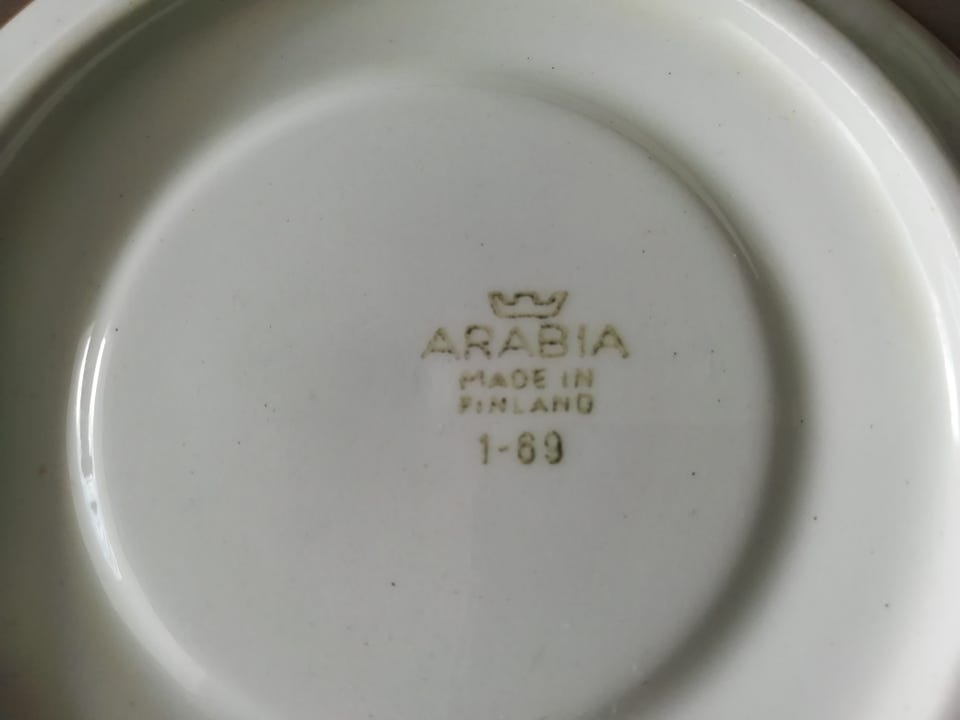 ARABIA
MADE IN
FINLAND
1-69